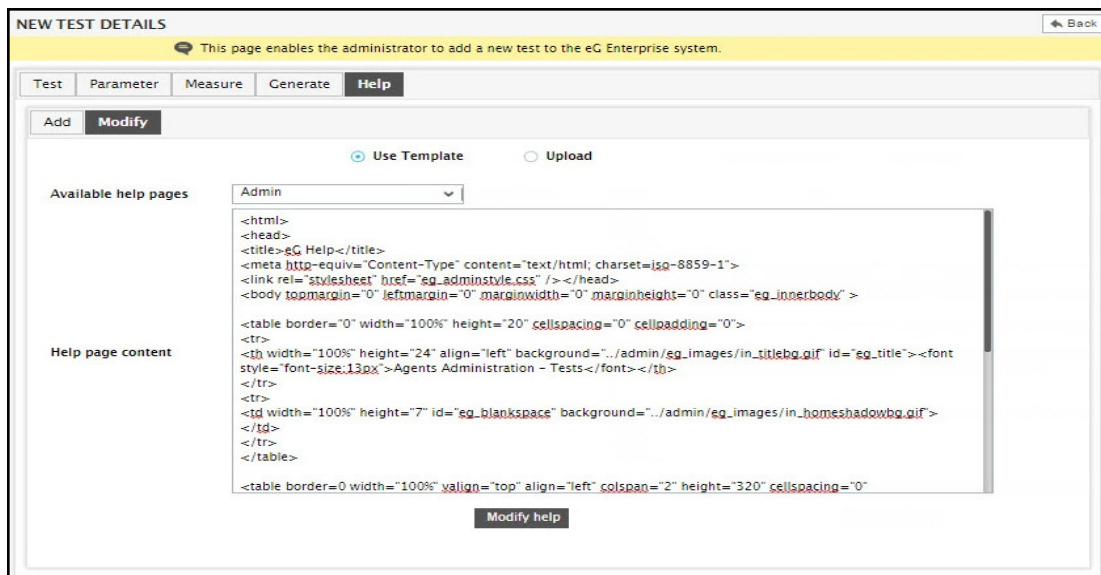 NEW TEST DETAILS
Back
This page enables the administrator to add a new test to the eG Enterprise system.
Test Parameter Measure Generate Help
Add Modify
Use Template Upload
Available help pages Admin
<html>
<head>
<title>eG Help</title>
<meta http-equiv="Content-Type" content="text/html; charset=iso-8859-1">
<link rel="stylesheet" href="eg_adminstyle.css" /></head>
<body topmargin="0" leftmargin="0" marginwidth="0" marginheight="0" class="eg_innerbody" >
<table border="0" width="100%" height="20" cellspacing="0" cellpadding="0">
<tr>
Help page content
<th width="100%" height="24" align="left" background="../admin/eg_images/in_titlebg.gif" id="eg_title"><font
style="font-size:13px">Agents Administration - Tests</font></th>
</tr>
<tr>
<td width="100%" height="7" id="eg_blankspace" background="../admin/eg_images/in_homeshadowbg.gif">
</td>
</tr>
</table>
<table border=0 width="100%" valign="top" align="left" colspan="2" height="320" cellspacing="0"
Modify help